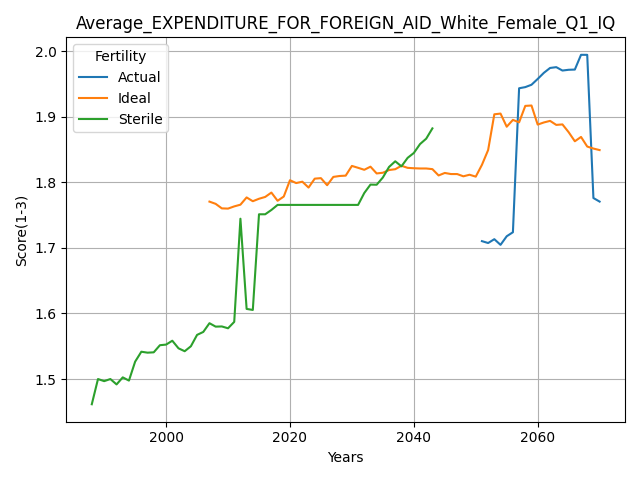 Average_EXPENDITURE_FOR_FOREIGN_AID_White_Female_Q1_IQ
Fertility
Actual
Ideal
Sterile
Score(1-3)
2.0
1.9
1.8
1.7
1.6
1.5
2000
2020
2040
2060
Years